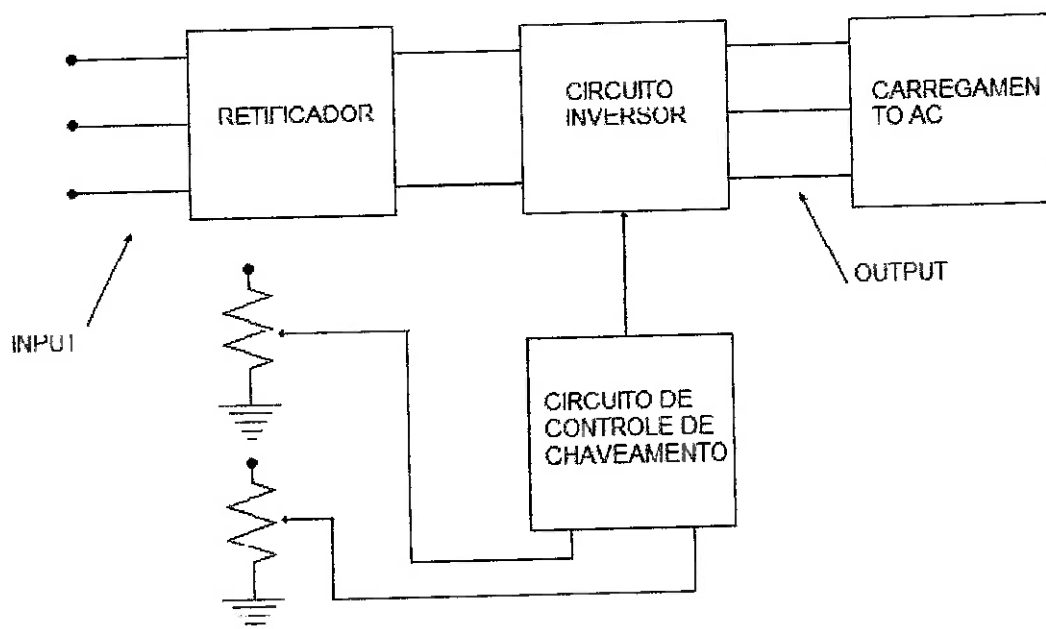 RETIFICADOR
CIRCUITO
INVERSOR
CARREGAMEN
TO AC
INPUT
OUTPUT
CIRCUITO DE
CONTROLE DE
CHAVEAMENTO